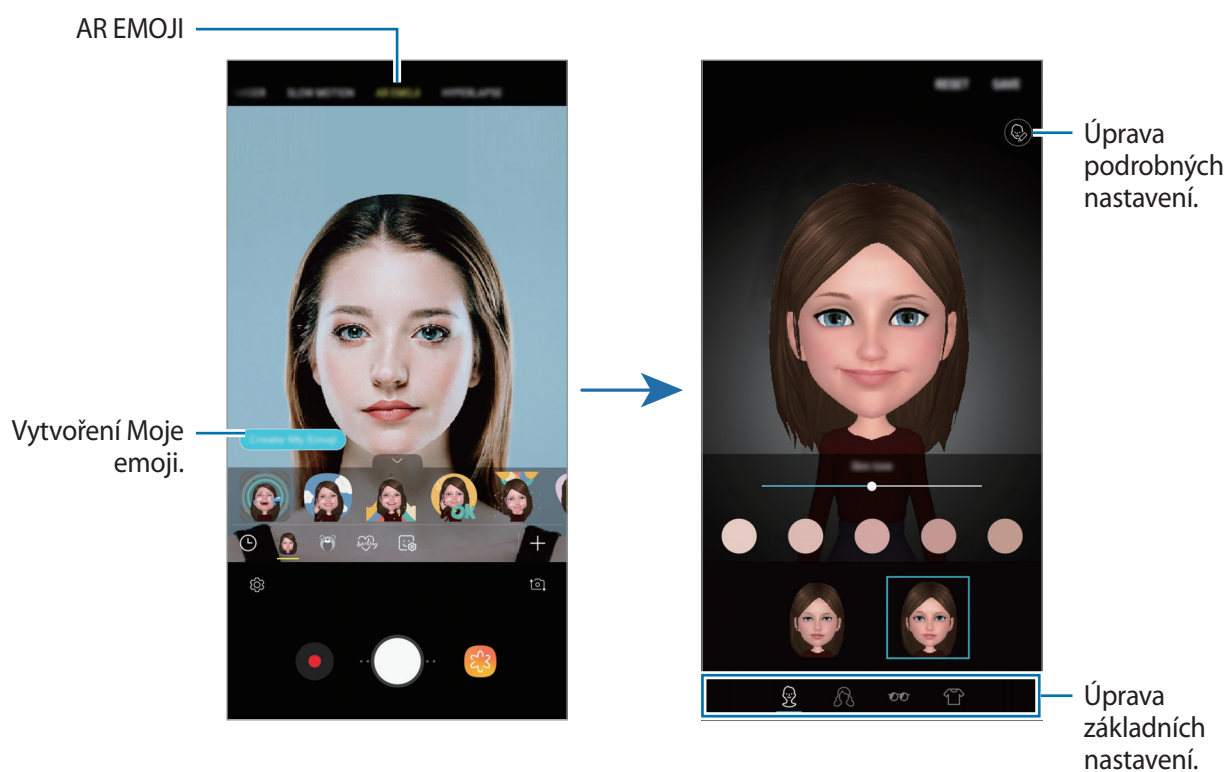 AR EMOJI
SLOW MOTION AR EMOJI HYPERLAPSE
Vytvoření Moje
emoji.
Create My Emoji
OK
RESET SAVE
Úprava
podrobných
nastavení.
Skin tone
Úprava
základních
nastavení.